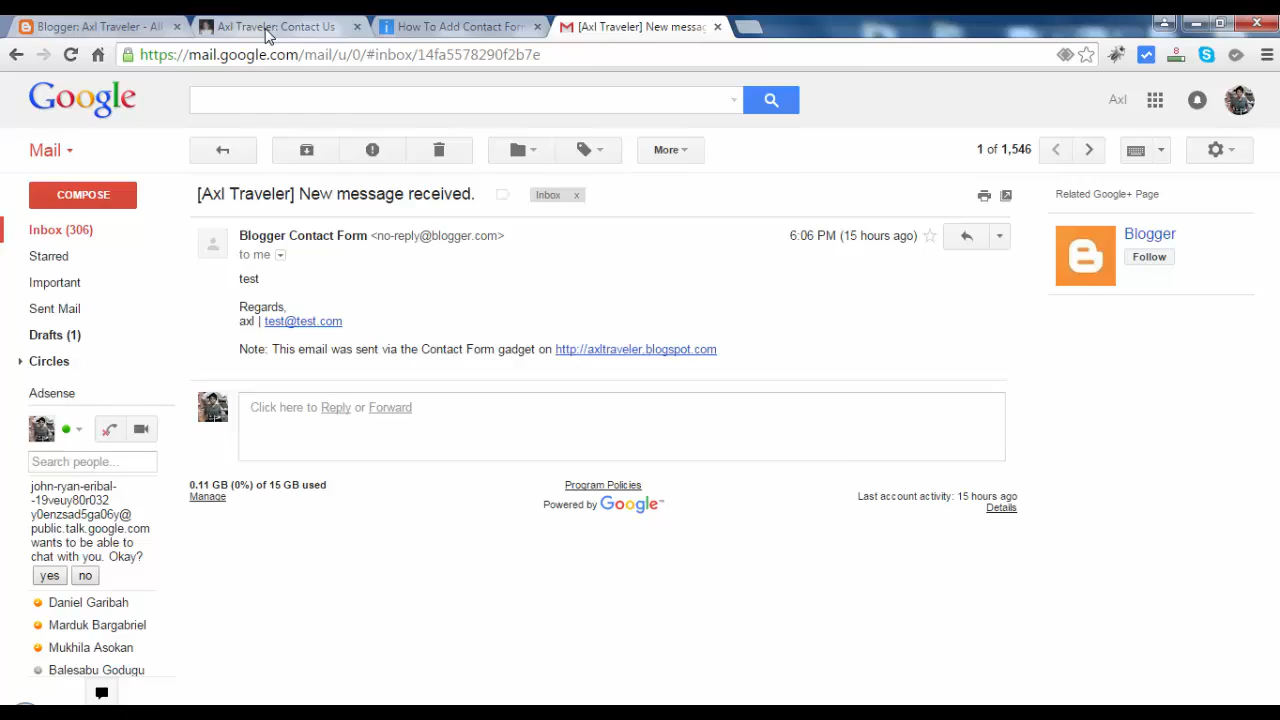 Blogger: Axl Traveler - All
Axl Traveler: Contact Us
How To Add Contact For
[Axl Traveler] New messag
https://mail.google.com/mail/u/0/#inbox/14fa5578290f2b7e
8
Google
Axl
Mail
More
1 of 1,546
COMPOSE
[Axl Traveler] New message received.
Inbox x
Related Google+ Page
Inbox (306)
Starred
Important
Sent Mail
Drafts (1)
Circles
Adsense
Blogger Contact Form <no-reply@blogger.com>
6:06 PM (15 hours ago)
to me
Blogger
Follow
test
Regards,
axl | test@test.com
Note: This email was sent via the Contact Form gadget on http://axltraveler.blogspot.com
Click here to Reply or Forward
Search people...
john-ryan-eribal-
-19veuy80r032
y0enzsad5ga06y@
public.talk.google.com
wants to be able to
chat with you. Okay?
yes no
Daniel Garibah
Marduk Bargabriel
Mukhila Asokan
Balesabu Godugu
0.11 GB (0%) of 15 GB used
Manage
Program Policies
Powered by Google™
Last account activity: 15 hours ago
Details